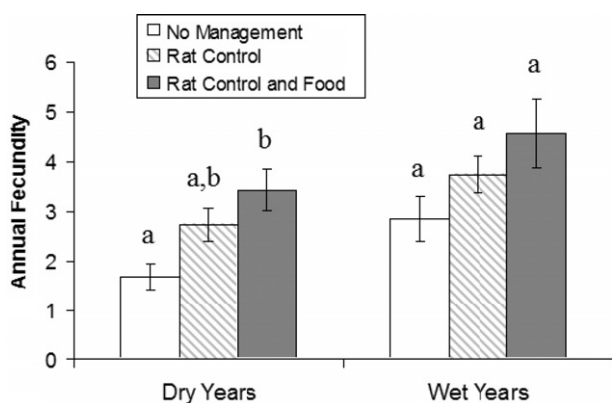 No Management
Rat Control
Rat Control and Food
Annual Fecundity
6
5
4
3
2
1
0
a
a,b
b
a
a
a
Dry Years
Wet Years